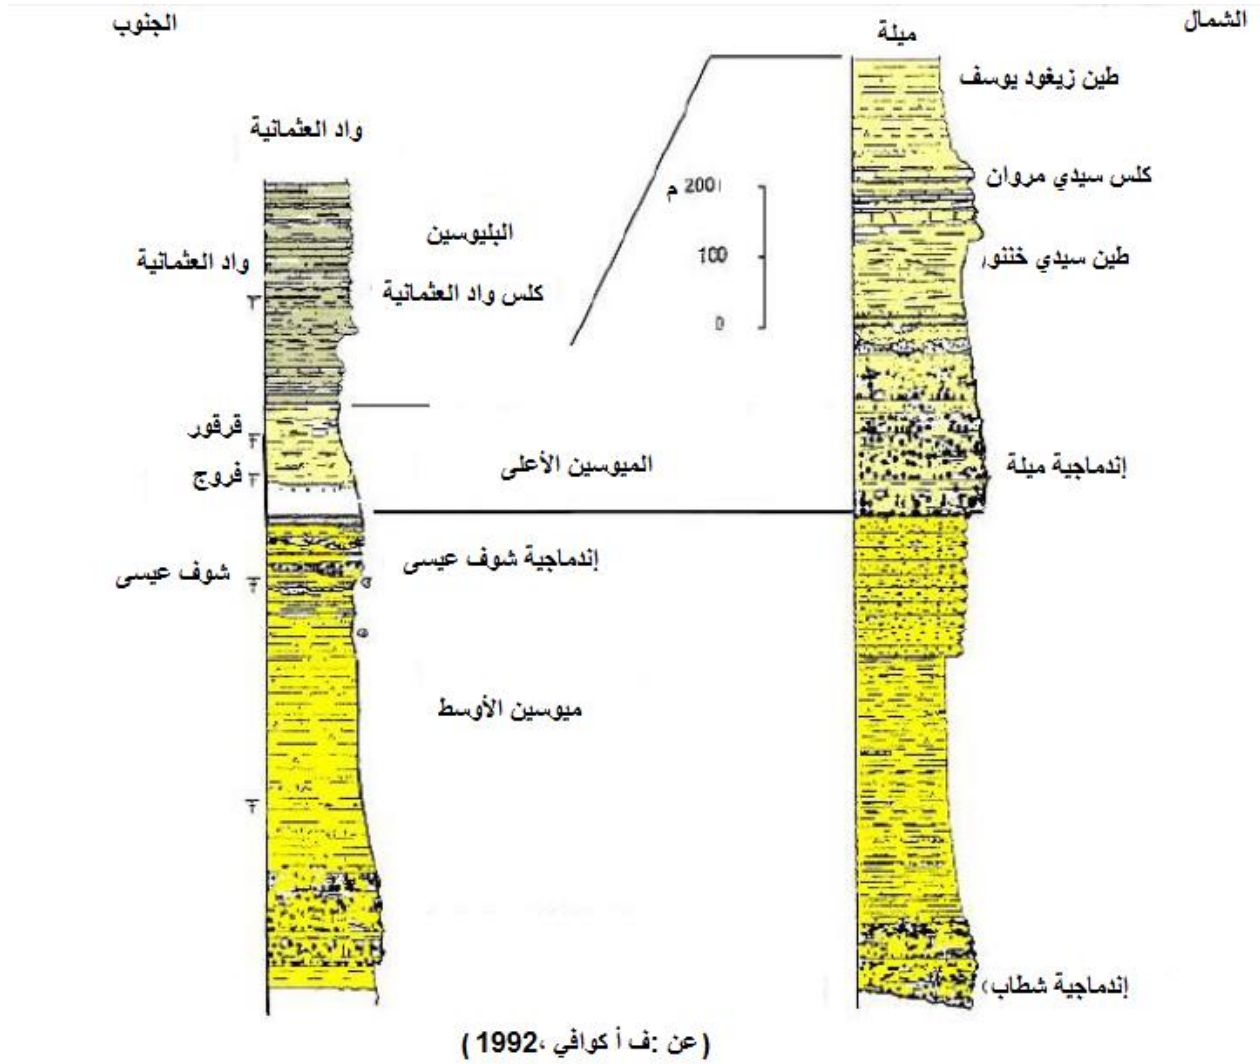 الشمال
الجنوب
ميلة
طين زيغود يوسف
واد العثمانية
كلس سيدي مروان
200 م
البليوسين
طين سيدي خنتور
واد العثمانية
100
كلس واد العثمانية
0
قرقور
الميوسين الأعلى
إندماجية ميلة
فروج
إندماجية شوف عيسى
شوف عيسى
ميوسين الأوسط
إندماجية شطاب
(عن :ف أ كوافي ،1992)